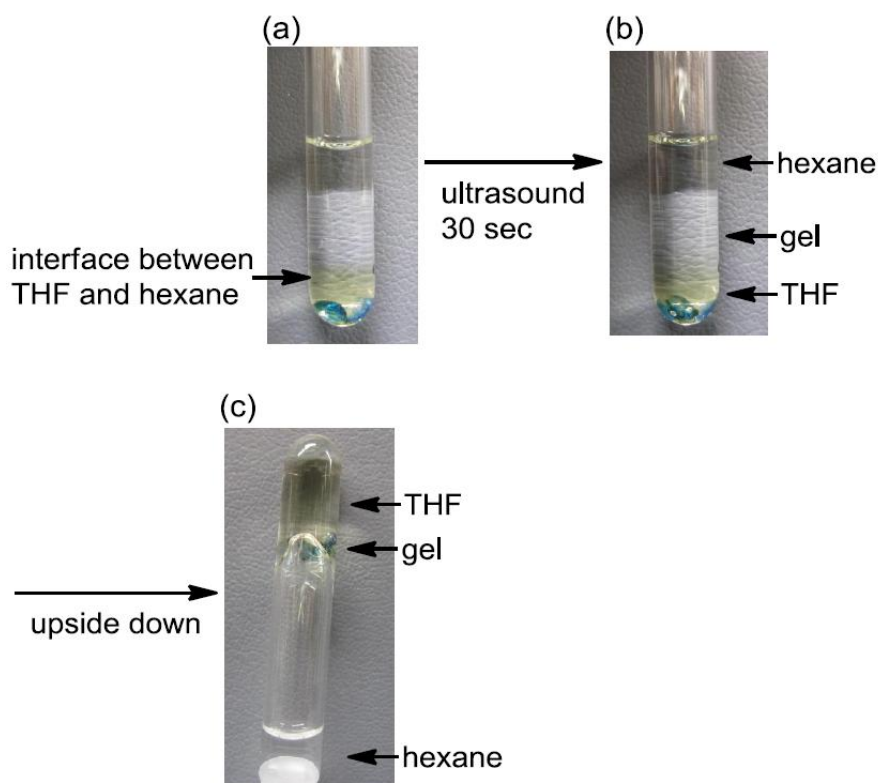 (a)
(b)
ultrasound
30 sec
hexane
gel
THF
interface between
THF and hexane
(c)
upside down
THF
gel
hexane